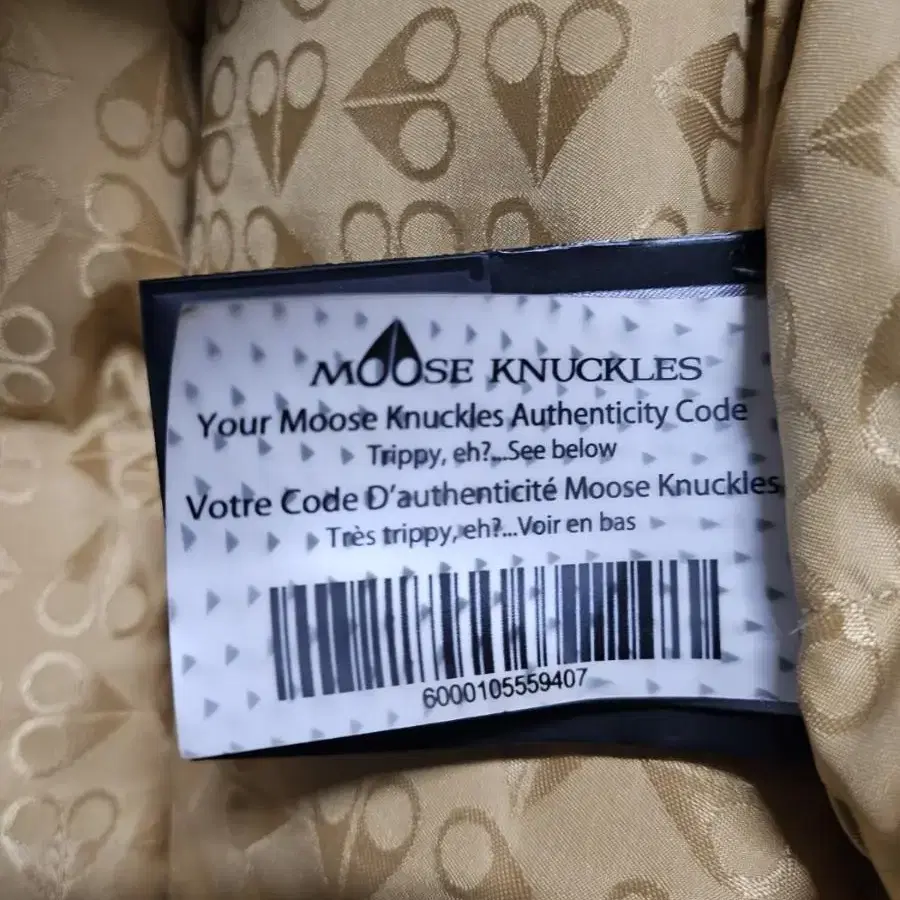 MOOSE KNUCKLES
Your Moose Knuckles Authenticity Code
Trippy, eh?...See below
Votre Code D'authenticité Moose Knuckles
Très trippy, eh?...Voir en bas
6000105559407